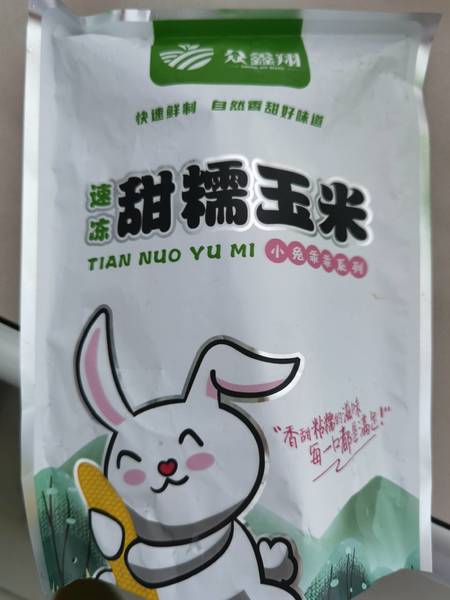 众鑫翔
快速鲜制 自然香甜好味道
速冻
甜糯玉米
TIAN NUO YU MI
小兔乖乖系列
"香甜粘糯的滋味
每一口都是满足!"